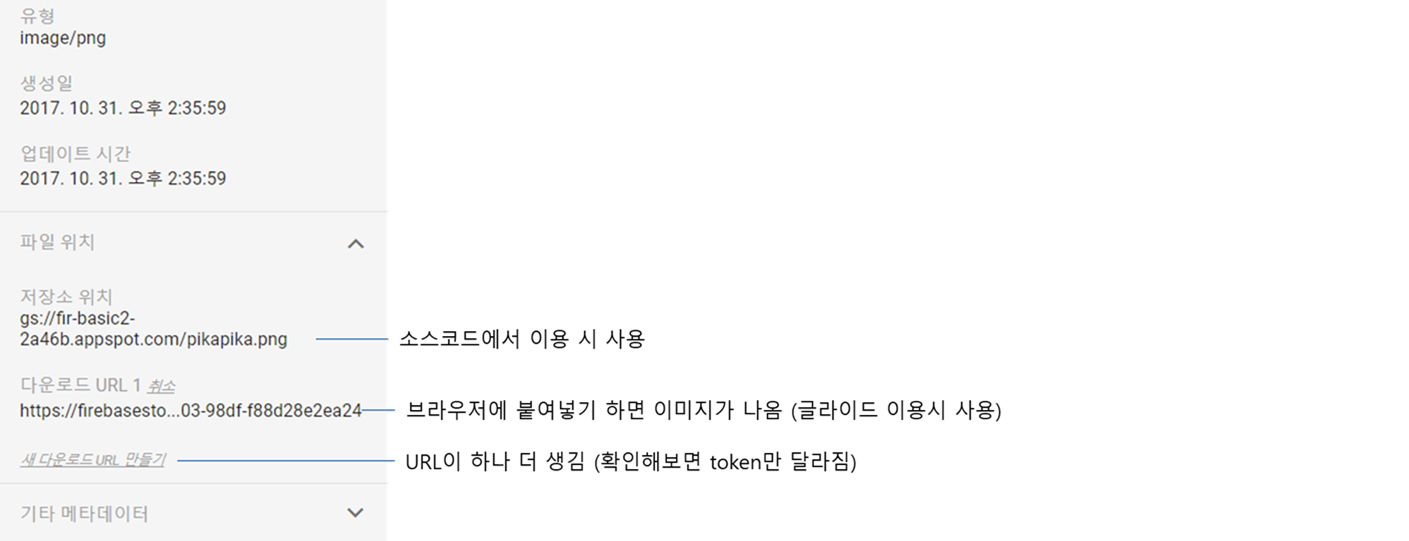 유형
image/png
생성일
2017. 10. 31. 오후 2:35:59
업데이트 시간
2017. 10. 31. 오후 2:35:59
파일 위치
저장소 위치
gs://fir-basic2-
2a46b.appspot.com/pikapika.png
소스코드에서 이용 시 사용
다운로드 URL 1 취소
https://firebasesto...03-98df-f88d28e2ea24
브라우저에 붙여넣기 하면 이미지가 나옴 (글라이드 이용시 사용)
새 다운로드 URL 만들기
URL이 하나 더 생김 (확인해보면 token만 달라짐)
기타 메타데이터